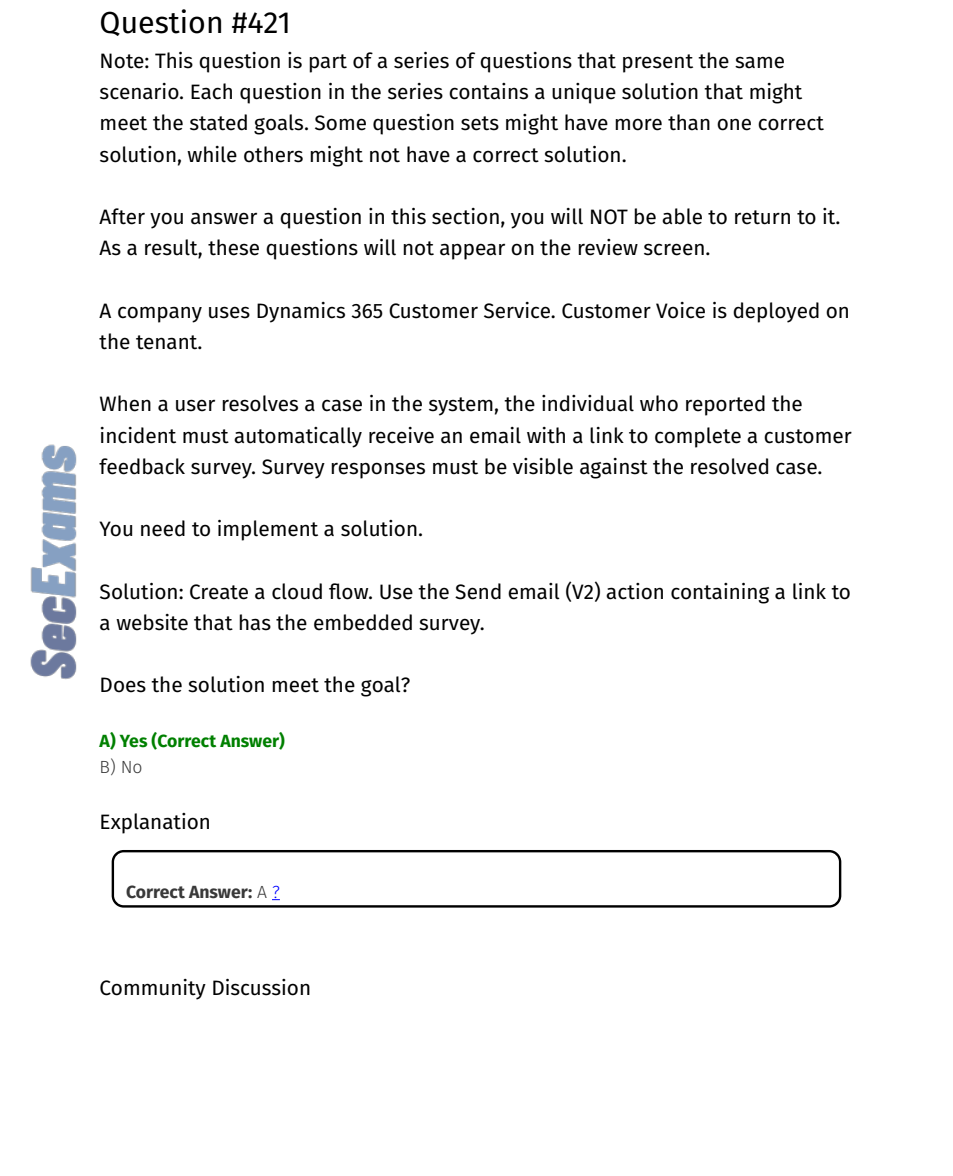 Question #421
Note: This question is part of a series of questions that present the same
scenario. Each question in the series contains a unique solution that might
meet the stated goals. Some question sets might have more than one correct
solution, while others might not have a correct solution.
After you answer a question in this section, you will NOT be able to return to it.
As a result, these questions will not appear on the review screen.
A company uses Dynamics 365 Customer Service. Customer Voice is deployed on
the tenant.
When a user resolves a case in the system, the individual who reported the
incident must automatically receive an email with a link to complete a customer
feedback survey. Survey responses must be visible against the resolved case.
You need to implement a solution.
Solution: Create a cloud flow. Use the Send email (V2) action containing a link to
a website that has the embedded survey.
Does the solution meet the goal?
A) Yes (Correct Answer)
B) No
Explanation
Correct Answer: A ?
Community Discussion
SecExams